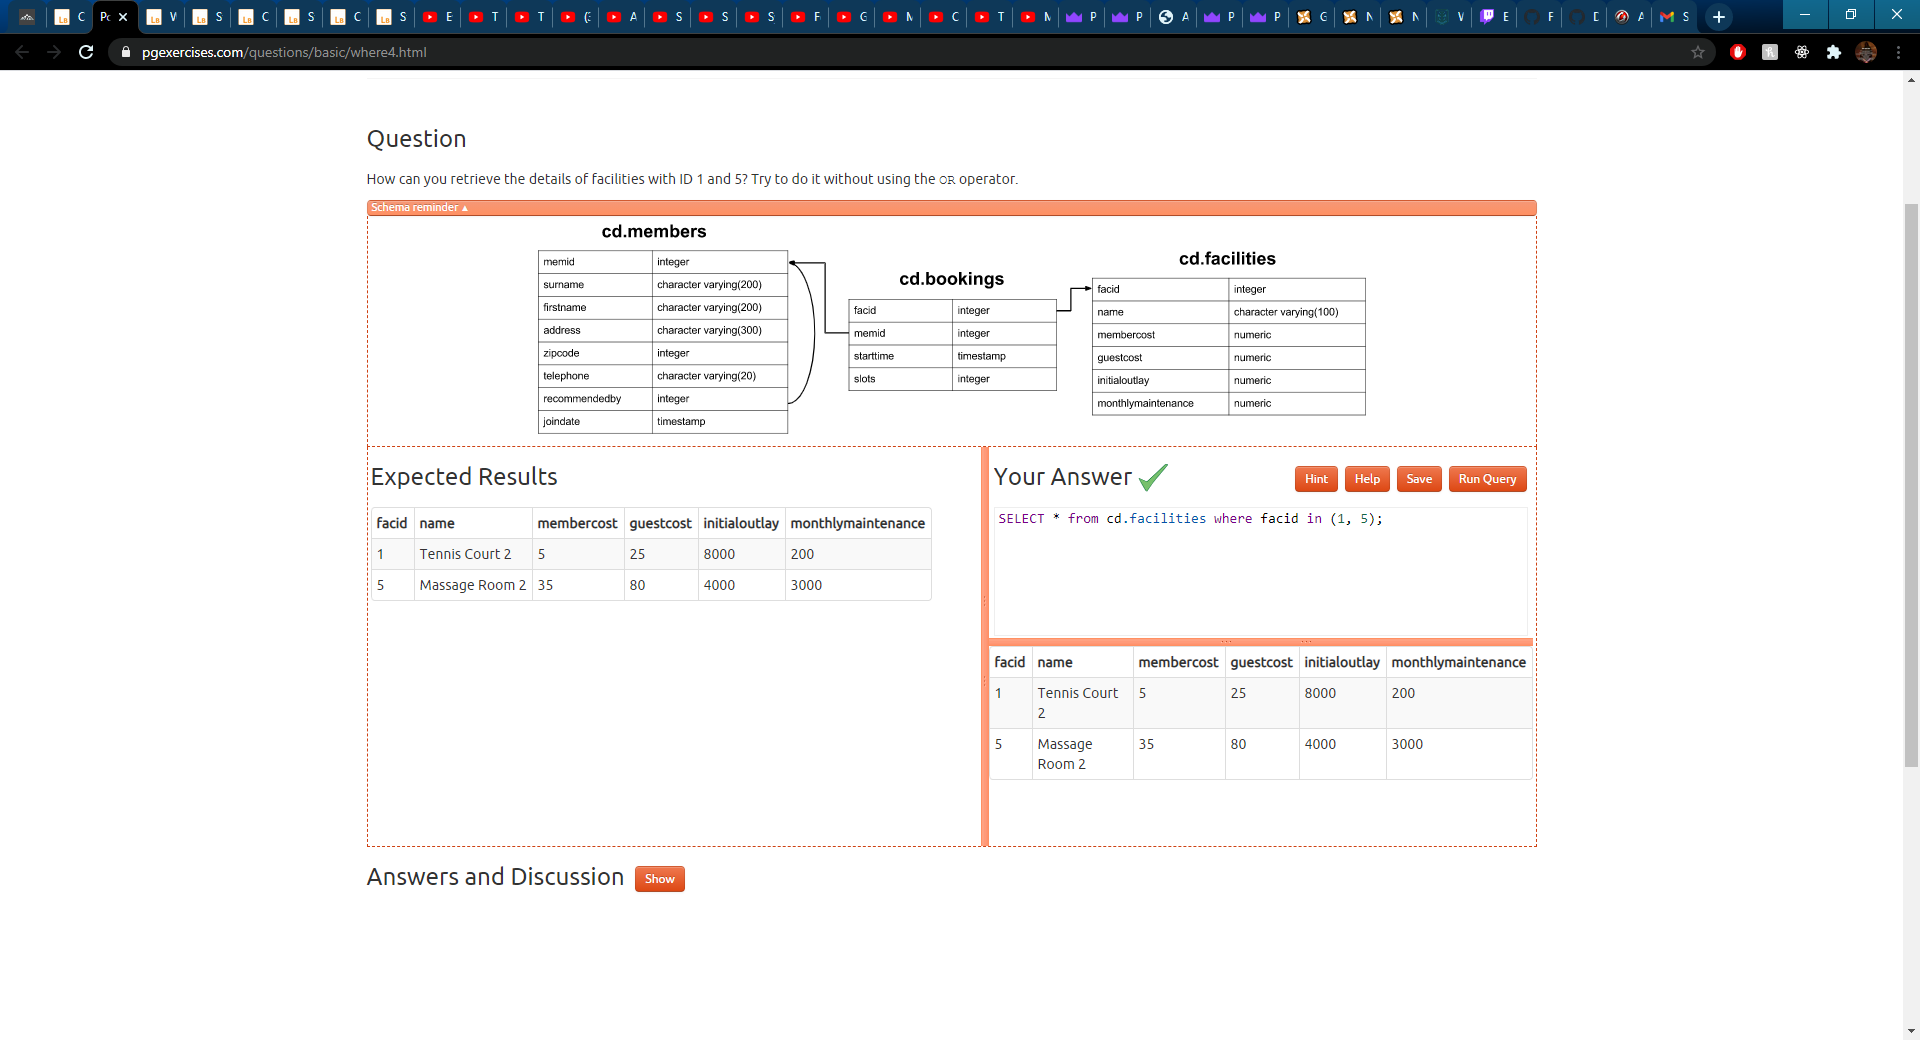 C
Pc
V
S
C
S
C
S
E
T
T
(
A
S
S
S
F
G
N
C
T
N
P
P
A
P
P
G
N
N
V
E
F
D
A
S
pgexercises.com/questions/basic/where4.html
Question
How can you retrieve the details of facilities with ID 1 and 5? Try to do it without using the OR operator.
Schema reminder ▴
cd.members
memid integer
surname character varying(200)
firstname character varying(200)
address character varying(300)
zipcode integer
telephone character varying(20)
recommendedby integer
joindate timestamp
cd.bookings
facid integer
memid integer
starttime timestamp
slots integer
cd.facilities
facid integer
name character varying(100)
membercost numeric
guestcost numeric
initialoutlay numeric
monthlymaintenance numeric
Expected Results
facid name membercost guestcost initialoutlay monthlymaintenance
1 Tennis Court 2 5 25 8000 200
5 Massage Room 2 35 80 4000 3000
Your Answer
Hint Help Save Run Query
SELECT * from cd.facilities where facid in (1, 5);
facid name membercost guestcost initialoutlay monthlymaintenance
1 Tennis Court 2 5 25 8000 200
5 Massage Room 2 35 80 4000 3000
Answers and Discussion Show